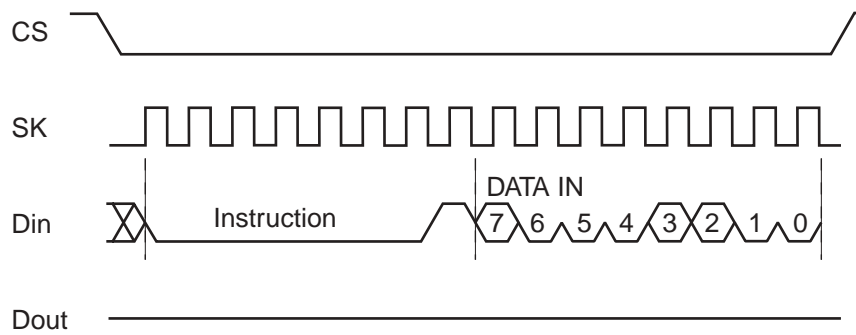 CS
SK
DATA IN
Din Instruction 7 6 5 4 3 2 1 0
Dout